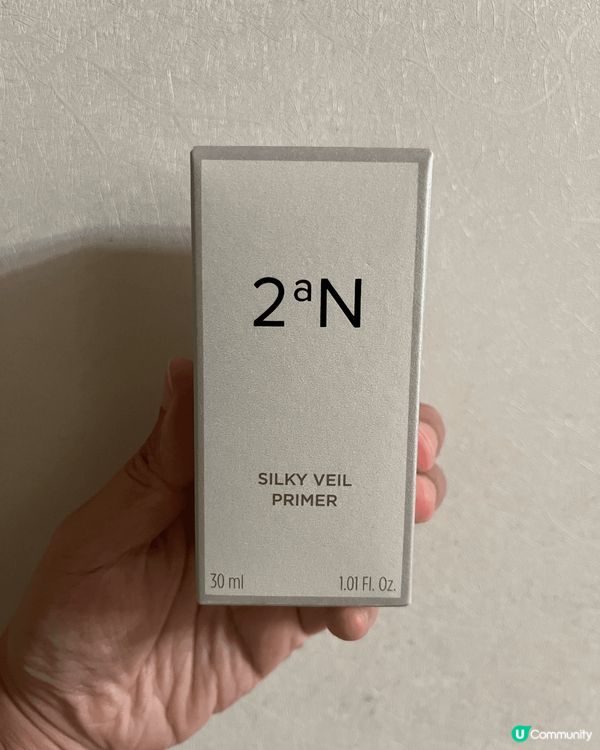 2aN
SILKY VEIL
PRIMER
30 ml
1.01 Fl. Oz.
U Community